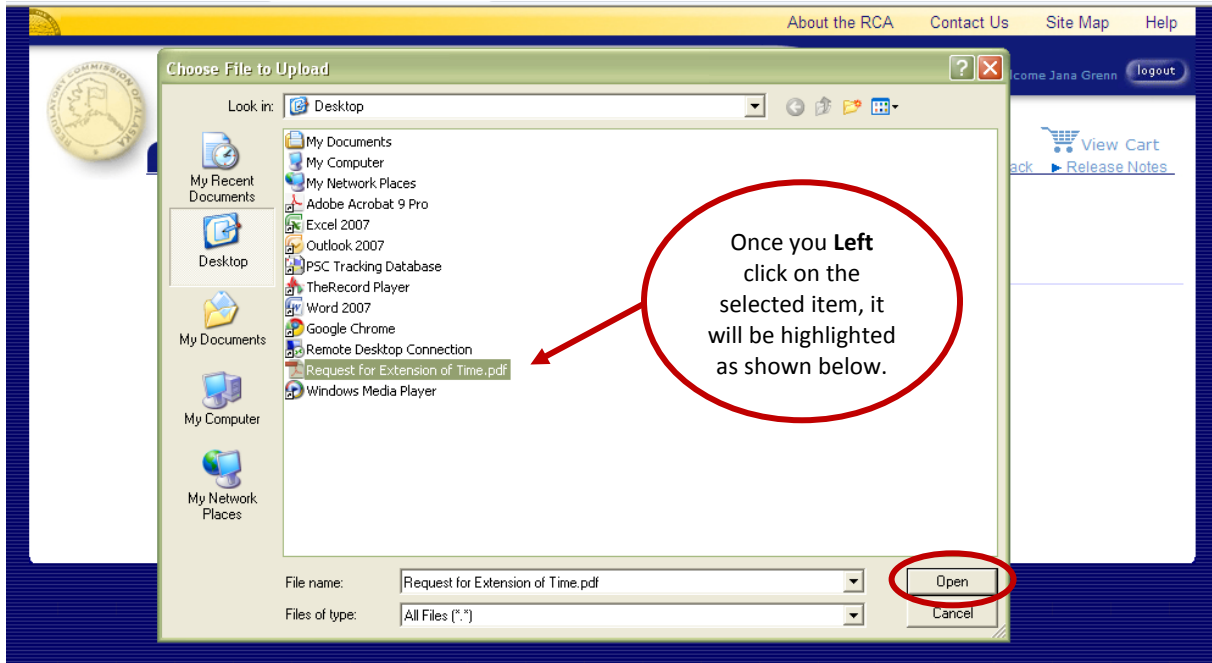 About the RCA Contact Us Site Map Help
REGULATORY COMMISSION OF ALASKA
Choose File to Upload
lcome Jana Grenn logout
Look in: Desktop
View Cart
ack Release Notes
My Recent
Documents
Desktop
My Documents
My Computer
My Network
Places
My Documents
My Computer
My Network Places
Adobe Acrobat 9 Pro
Excel 2007
Outlook 2007
PSC Tracking Database
TheRecord Player
Word 2007
Google Chrome
Remote Desktop Connection
Request for Extension of Time.pdf
Windows Media Player
Once you Left
click on the
selected item, it
will be highlighted
as shown below.
File name: Request for Extension of Time.pdf Open
Files of type: All Files (*.*) Cancel